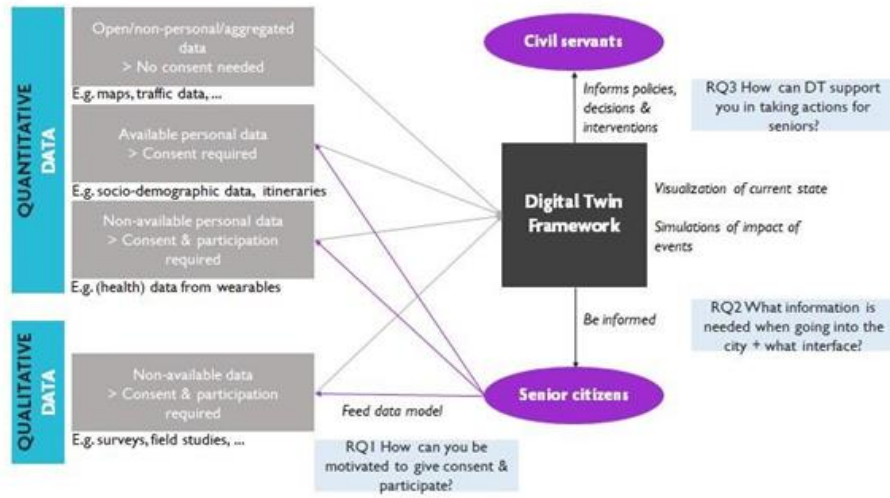 QUANTITATIVE
DATA
Open/non-personal/aggregated
data
> No consent needed
E.g. maps, traffic data, ...
Available personal data
> Consent required
E.g. socio-demographic data, itineraries
Non-available personal data
> Consent & participation
required
E.g. (health) data from wearables
QUALITATIVE
DATA
Non-available data
> Consent & participation
required
E.g. surveys, field studies, ...
Civil servants
Informs policies,
decisions &
interventions
RQ3 How can DT support
you in taking actions for
seniors?
Digital Twin
Framework
Visualization of current state
Simulations of impact of
events
Be informed
RQ2 What information is
needed when going into the
city + what interface?
Senior citizens
Feed data model
RQ1 How can you be
motivated to give consent &
participate?